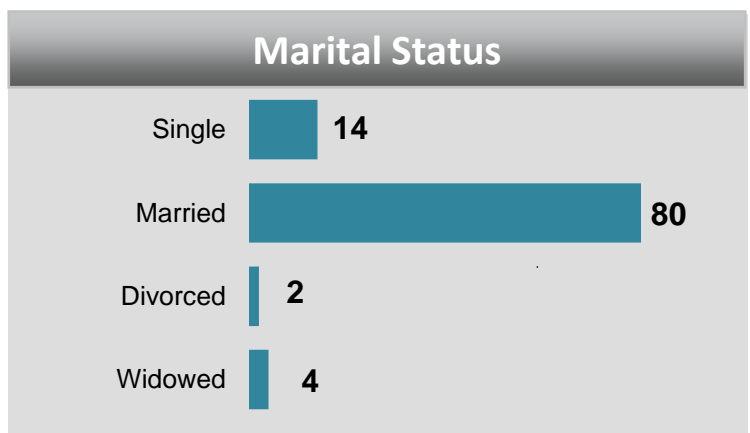 Marital Status
Single 14
Married 80
Divorced 2
Widowed 4